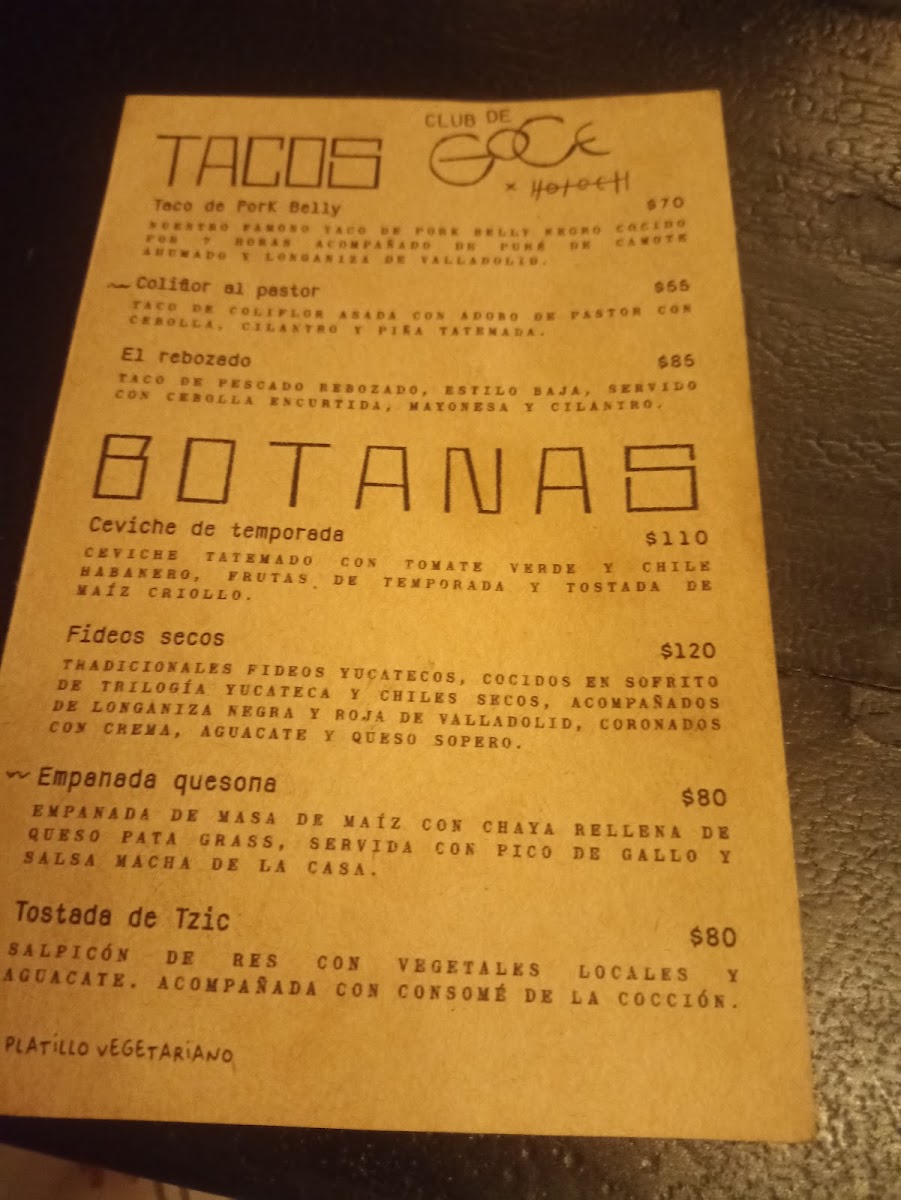 TACOS
CLUB DE
GOCE
x HOLOCH
Taco de Pork Belly $70
NUESTRO FAMOSO TACO DE PORK BELLY NEGRO COCIDO
POR 7 HORAS ACOMPAÑADO DE PURÉ DE CAMOTE
AHUMADO Y LONGANIZA DE VALLADOLID.
Coliflor al pastor $55
TACO DE COLIFLOR ASADA CON ADOBO DE PASTOR CON
CEBOLLA, CILANTRO Y PIÑA TATEMADA.
El rebozado $85
TACO DE PESCADO REBOZADO, ESTILO BAJA, SERVIDO
CON CEBOLLA ENCURTIDA, MAYONESA Y CILANTRO.
BOTANAS
Ceviche de temporada $110
CEVICHE TATEMADO CON TOMATE VERDE Y CHILE
HABANERO, FRUTAS DE TEMPORADA Y TOSTADA DE
MAÍZ CRIOLLO.
Fideos secos $120
TRADICIONALES FIDEOS YUCATECOS, COCIDOS EN SOFRITO
DE TRILOGÍA YUCATECA Y CHILES SECOS, ACOMPAÑADOS
DE LONGANIZA NEGRA Y ROJA DE VALLADOLID, CORONADOS
CON CREMA, AGUACATE Y QUESO SOPERO.
Empanada quesona $80
EMPANADA DE MASA DE MAÍZ CON CHAYA RELLENA DE
QUESO PATA GRASS, SERVIDA CON PICO DE GALLO Y
SALSA MACHA DE LA CASA.
Tostada de Tzic $80
SALPICÓN DE RES CON VEGETALES LOCALES Y
AGUACATE. ACOMPAÑADA CON CONSOMÉ DE LA COCCIÓN.
PLATILLO VEGETARIANO